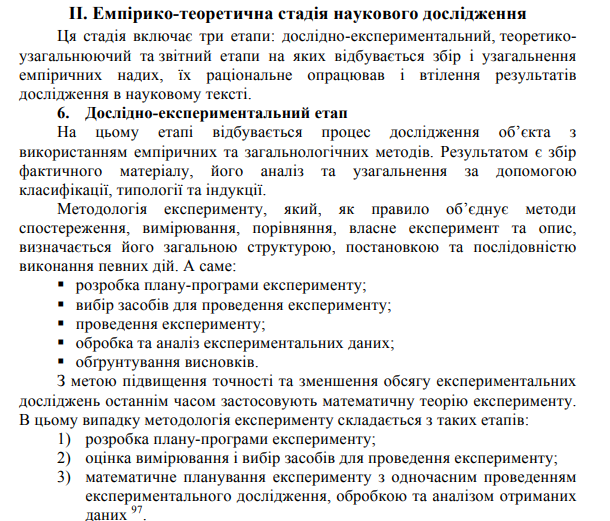 ІІ. Емпірико-теоретична стадія наукового дослідження
Ця стадія включає три етапи: дослідно-експериментальний, теоретико-
узагальнюючий та звітний етапи на яких відбувається збір і узагальнення
емпіричних надих, їх раціональне опрацював і втілення результатів
дослідження в науковому тексті.
6. Дослідно-експериментальний етап
На цьому етапі відбувається процес дослідження об’єкта з
використанням емпіричних та загальнологічних методів. Результатом є збір
фактичного матеріалу, його аналіз та узагальнення за допомогою
класифікації, типології та індукції.
Методологія експерименту, який, як правило об’єднує методи
спостереження, вимірювання, порівняння, власне експеримент та опис,
визначається його загальною структурою, постановкою та послідовністю
виконання певних дій. А саме:
▪ розробка плану-програми експерименту;
▪ вибір засобів для проведення експерименту;
▪ проведення експерименту;
▪ обробка та аналіз експериментальних даних;
▪ обґрунтування висновків.
З метою підвищення точності та зменшення обсягу експериментальних
досліджень останнім часом застосовують математичну теорію експерименту.
В цьому випадку методологія експерименту складається з таких етапів:
1) розробка плану-програми експерименту;
2) оцінка вимірювання і вибір засобів для проведення експерименту;
3) математичне планування експерименту з одночасним проведенням
експериментального дослідження, обробкою та аналізом отриманих
даних 97.